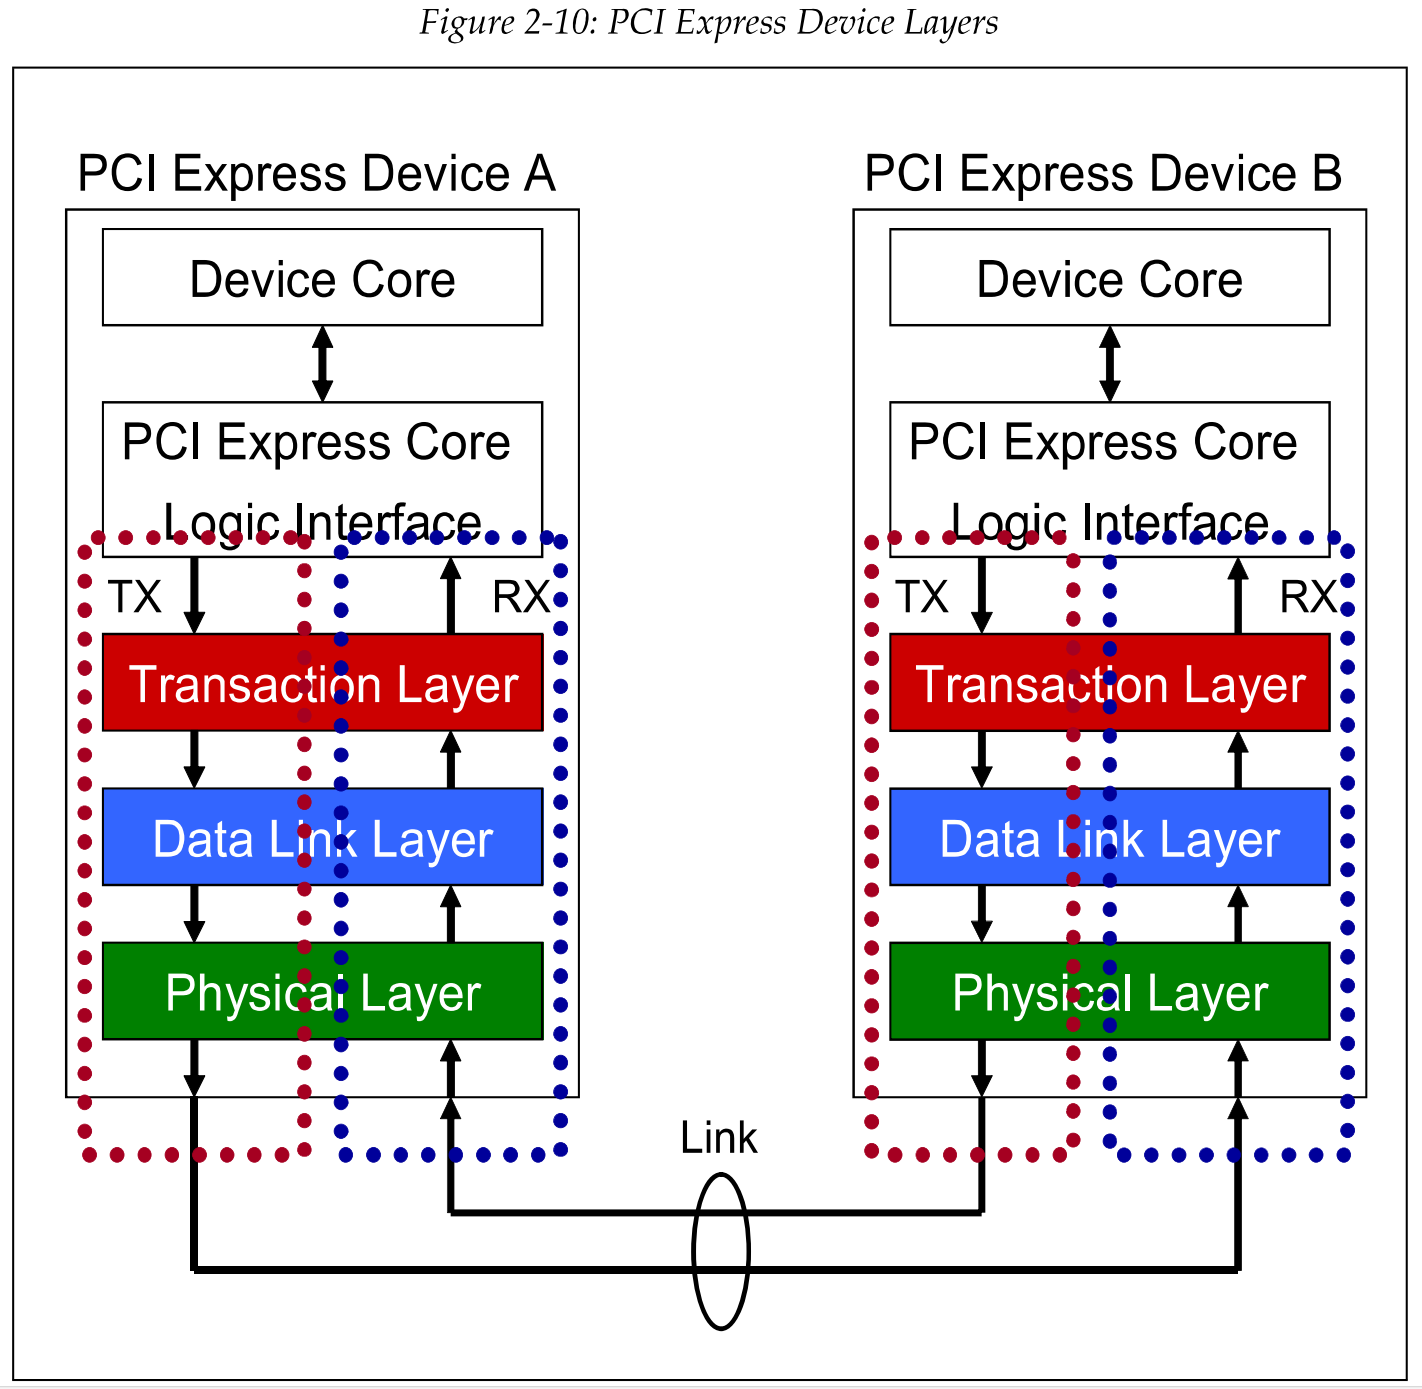 Figure 2-10: PCI Express Device Layers
PCI Express Device A
Device Core
PCI Express Core
Logic Interface
TX
RX
Transaction Layer
Data Link Layer
Physical Layer
PCI Express Device B
Device Core
PCI Express Core
Logic Interface
TX
RX
Transaction Layer
Data Link Layer
Physical Layer
Link